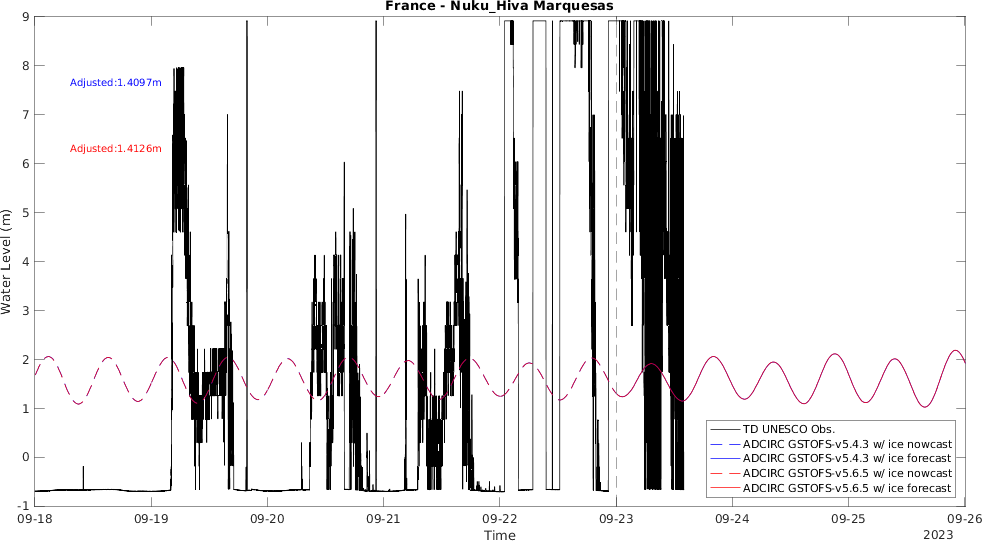 France - Nuku_Hiva Marquesas
9
8
7
6
5
4
3
2
1
0
-1
Water Level (m)
Adjusted:1.4097m
Adjusted:1.4126m
TD UNESCO Obs.
ADCIRC GSTOFS-v5.4.3 w/ ice nowcast
ADCIRC GSTOFS-v5.4.3 w/ ice forecast
ADCIRC GSTOFS-v5.6.5 w/ ice nowcast
ADCIRC GSTOFS-v5.6.5 w/ ice forecast
09-18 09-19 09-20 09-21 09-22 09-23 09-24 09-25 09-26
Time
2023